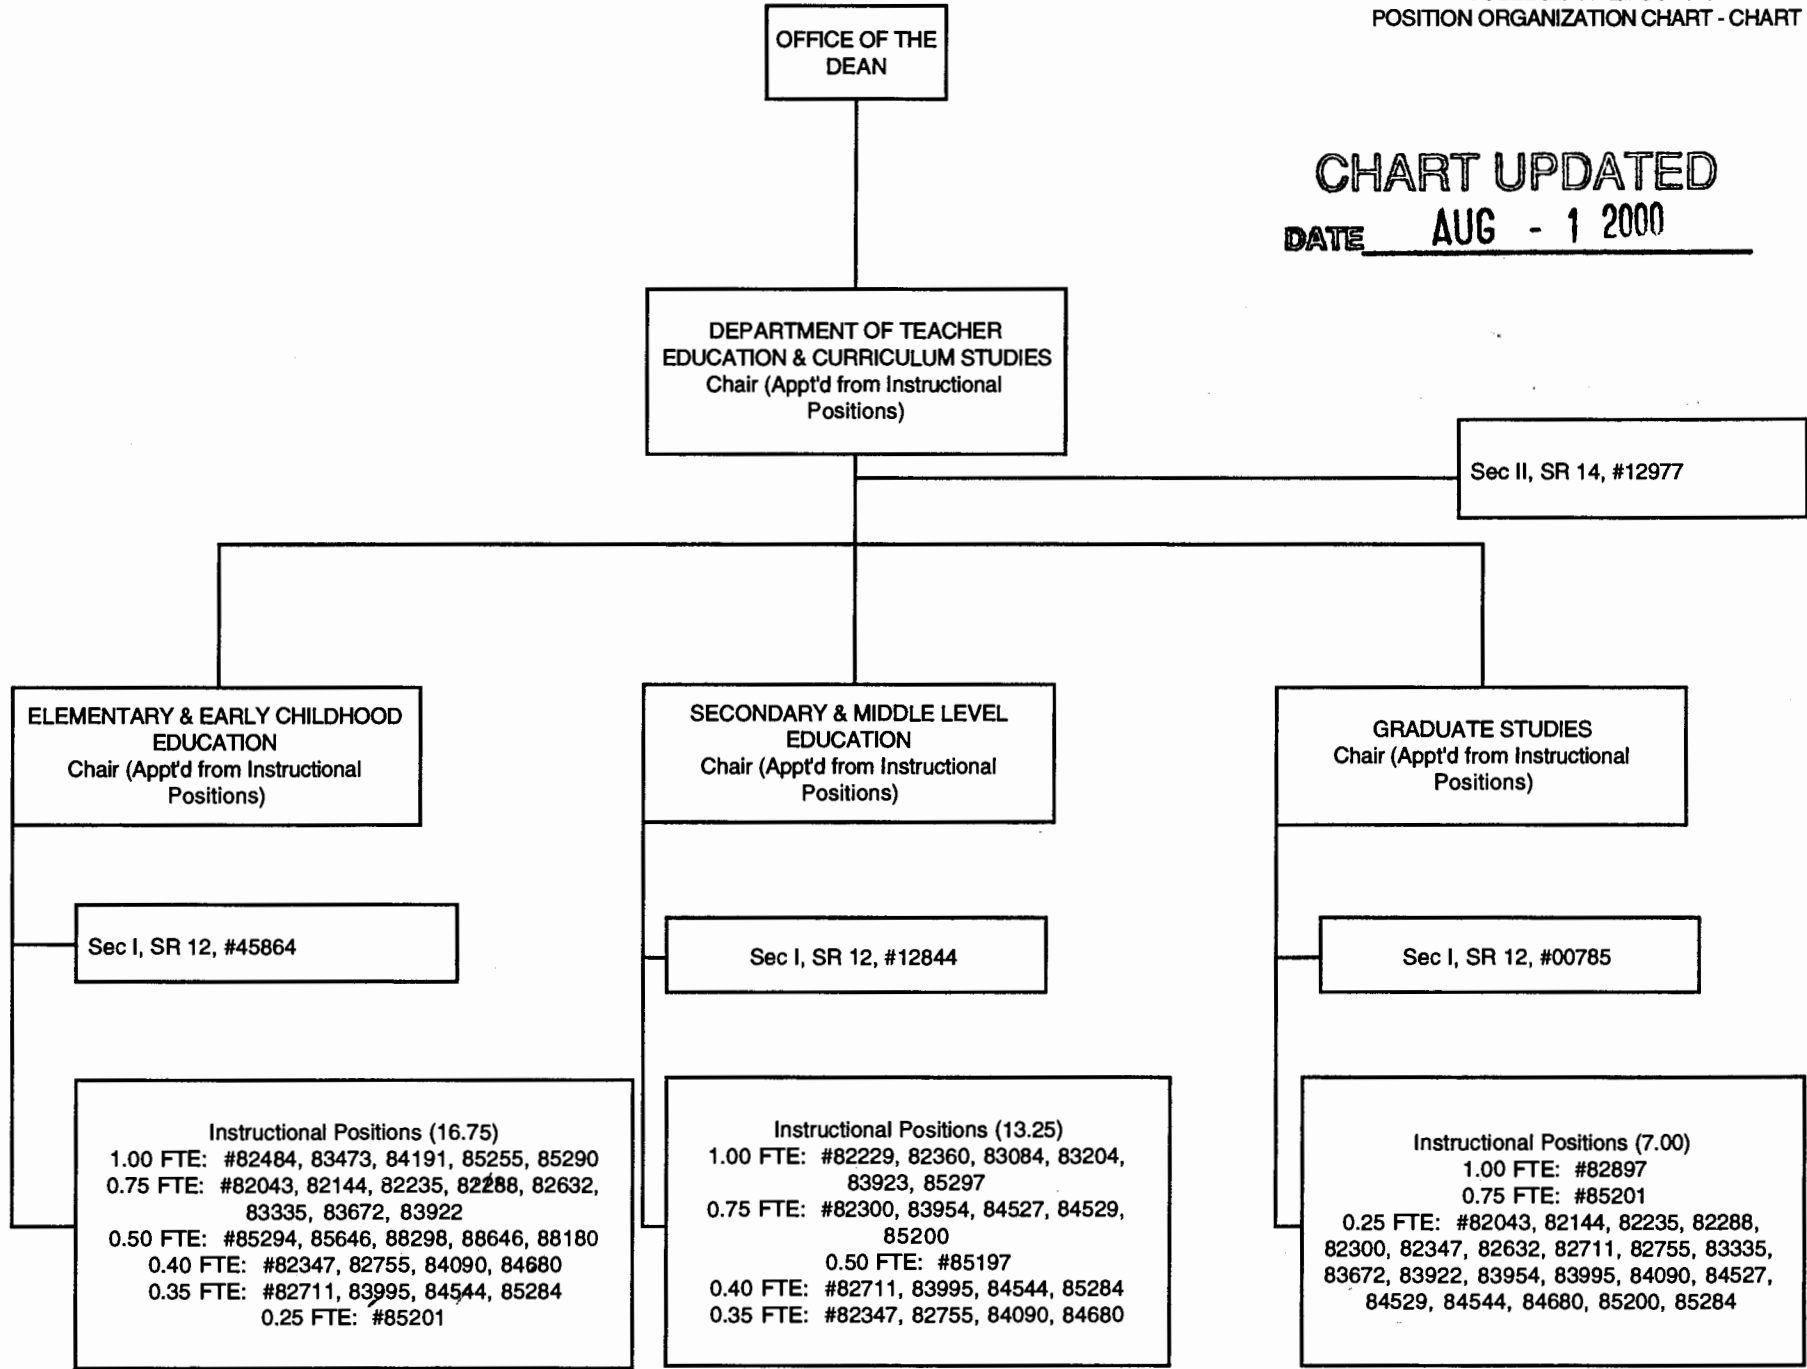 POSITION ORGANIZATION CHART - CHART
OFFICE OF THE
DEAN
CHART UPDATED
DATE AUG - 1 2000
DEPARTMENT OF TEACHER
EDUCATION & CURRICULUM STUDIES
Chair (Appt'd from Instructional
Positions)
Sec II, SR 14, #12977
ELEMENTARY & EARLY CHILDHOOD
EDUCATION
Chair (Appt'd from Instructional
Positions)
Sec I, SR 12, #45864
Instructional Positions (16.75)
1.00 FTE: #82484, 83473, 84191, 85255, 85290
0.75 FTE: #82043, 82144, 82235, 82288, 82632,
83335, 83672, 83922
0.50 FTE: #85294, 85646, 88298, 88646, 88180
0.40 FTE: #82347, 82755, 84090, 84680
0.35 FTE: #82711, 83995, 84544, 85284
0.25 FTE: #85201
SECONDARY & MIDDLE LEVEL
EDUCATION
Chair (Appt'd from Instructional
Positions)
Sec I, SR 12, #12844
Instructional Positions (13.25)
1.00 FTE: #82229, 82360, 83084, 83204,
83923, 85297
0.75 FTE: #82300, 83954, 84527, 84529,
85200
0.50 FTE: #85197
0.40 FTE: #82711, 83995, 84544, 85284
0.35 FTE: #82347, 82755, 84090, 84680
GRADUATE STUDIES
Chair (Appt'd from Instructional
Positions)
Sec I, SR 12, #00785
Instructional Positions (7.00)
1.00 FTE: #82897
0.75 FTE: #85201
0.25 FTE: #82043, 82144, 82235, 82288,
82300, 82347, 82632, 82711, 82755, 83335,
83672, 83922, 83954, 83995, 84090, 84527,
84529, 84544, 84680, 85200, 85284